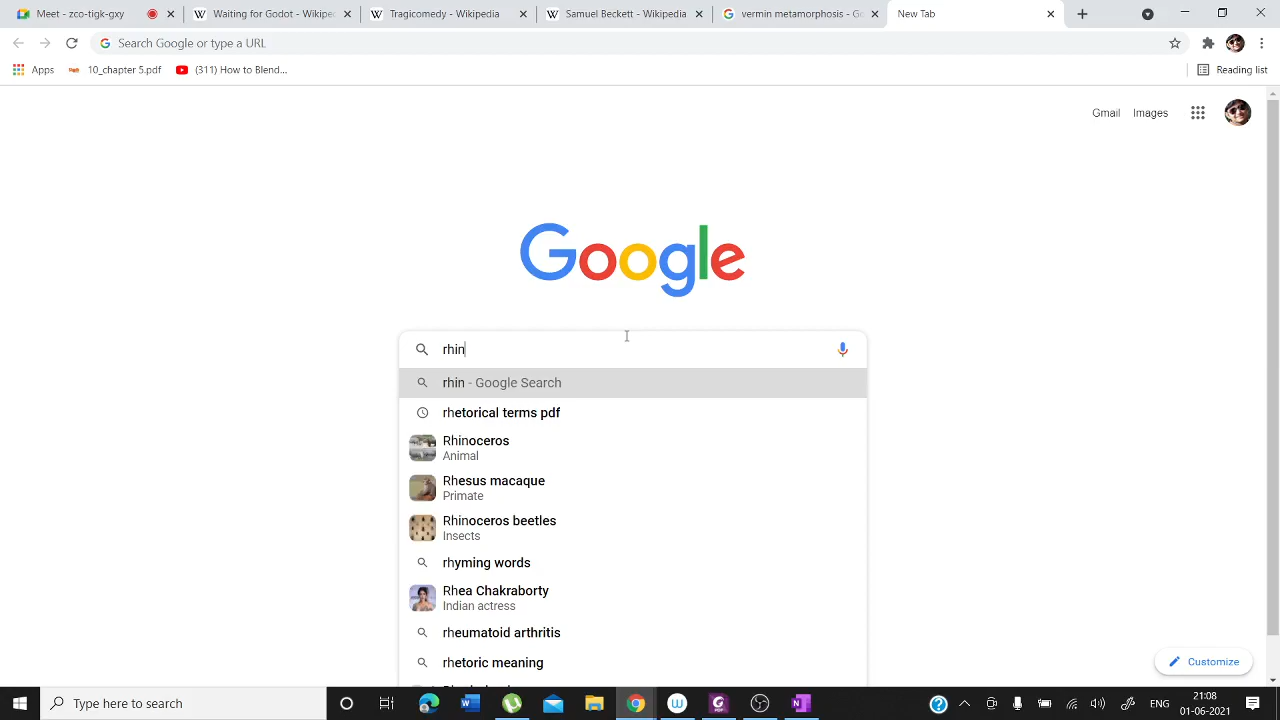 Meet - zco-tigk-gxy
Waiting for Godot - Wikipe
Tragicomedy - Wikipedia
Samuel Beckett - Wikipedia
vermin metamorphosis - Go
New Tab
Search Google or type a URL
Apps
10_chapter 5.pdf
(311) How to Blend...
Reading list
Gmail
Images
Google
rhin
rhin - Google Search
rhetorical terms pdf
Rhinoceros
Animal
Rhesus macaque
Primate
Rhinoceros beetles
Insects
rhyming words
Rhea Chakraborty
Indian actress
rheumatoid arthritis
rhetoric meaning
Customize
Type here to search
ENG
21:08
01-06-2021